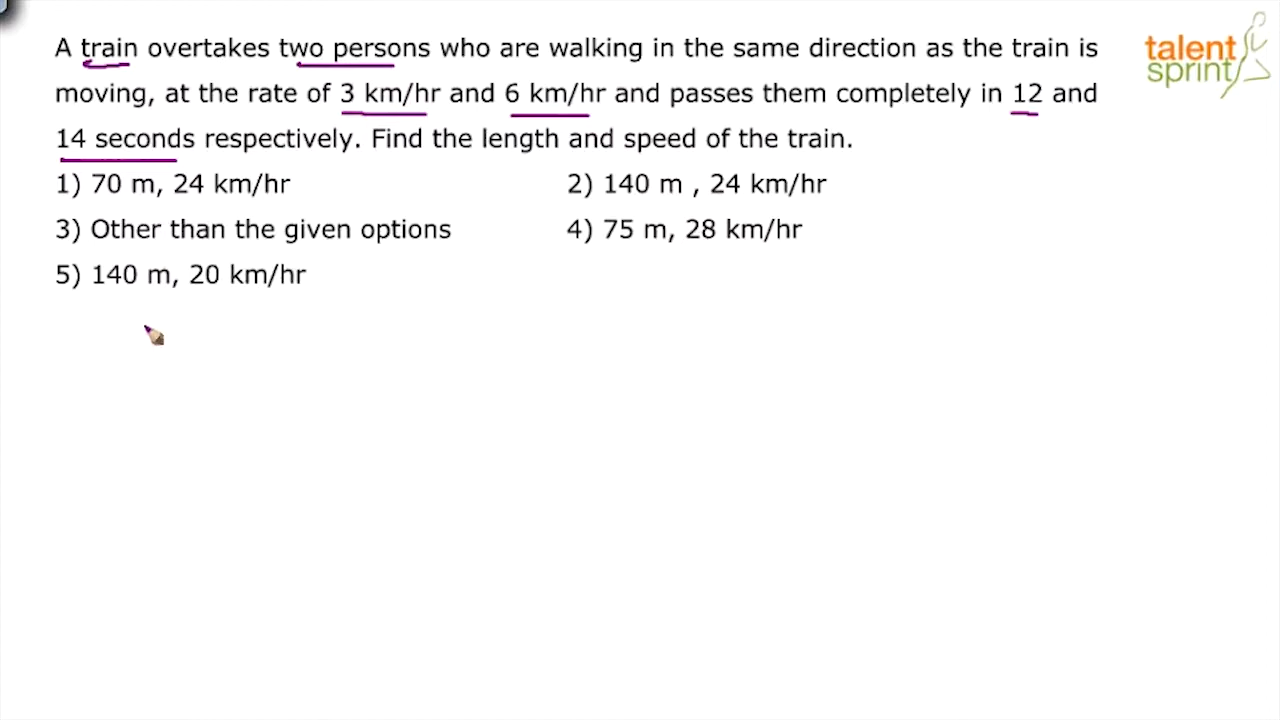 A train overtakes two persons who are walking in the same direction as the train is
moving, at the rate of 3 km/hr and 6 km/hr and passes them completely in 12 and
14 seconds respectively. Find the length and speed of the train.
1) 70 m, 24 km/hr
2) 140 m , 24 km/hr
3) Other than the given options
4) 75 m, 28 km/hr
5) 140 m, 20 km/hr
talent
sprint